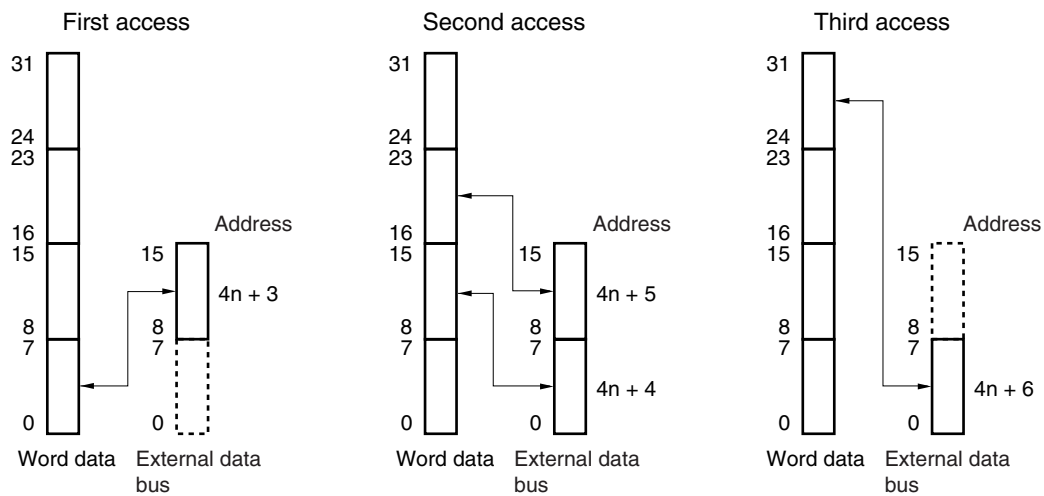 First access
31
24
23
16
15
8
7
0
Word data
Address
15
4n + 3
8
7
0
External data
bus
Second access
31
24
23
16
15
8
7
0
Word data
Address
15
4n + 5
8
7
4n + 4
0
External data
bus
Third access
31
24
23
16
15
8
7
0
Word data
Address
15
8
7
4n + 6
0
External data
bus